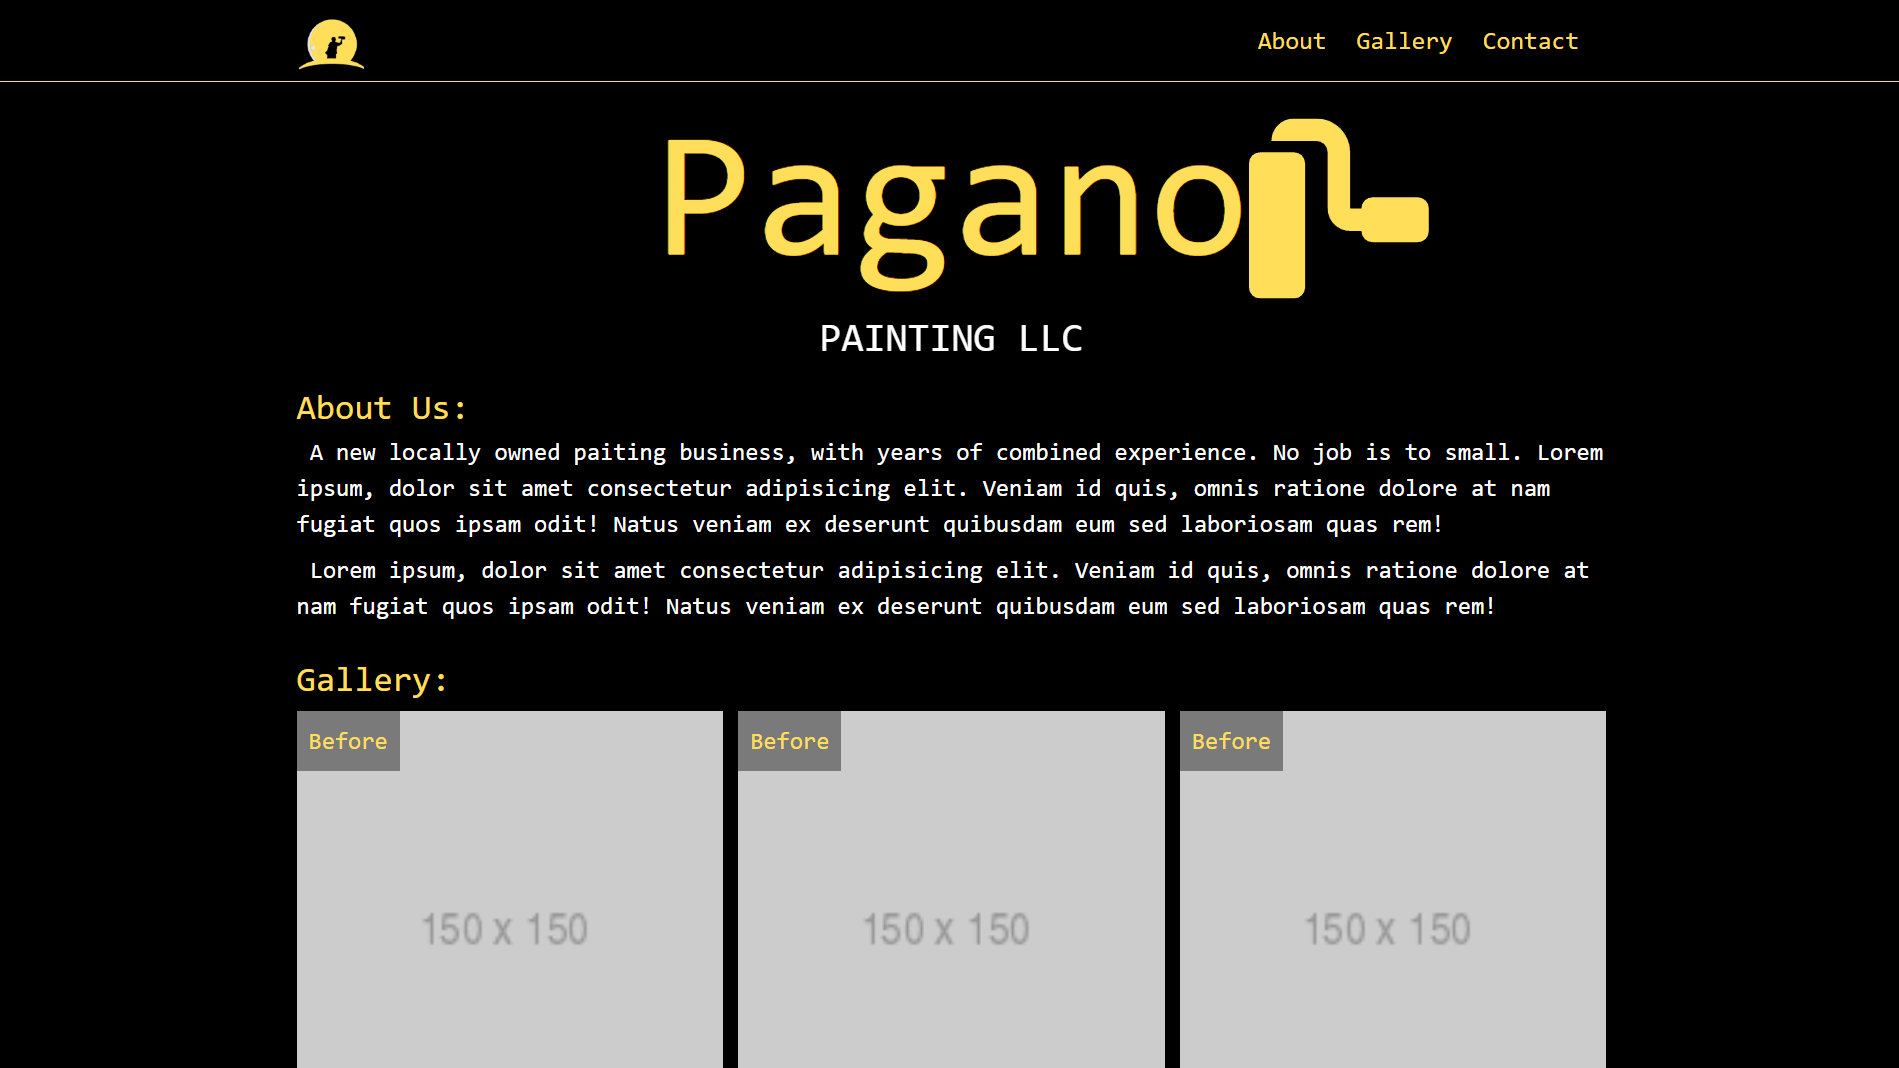 About Gallery Contact
Pagano
PAINTING LLC
About Us:
A new locally owned paiting business, with years of combined experience. No job is to small. Lorem
ipsum, dolor sit amet consectetur adipisicing elit. Veniam id quis, omnis ratione dolore at nam
fugiat quos ipsam odit! Natus veniam ex deserunt quibusdam eum sed laboriosam quas rem!
Lorem ipsum, dolor sit amet consectetur adipisicing elit. Veniam id quis, omnis ratione dolore at
nam fugiat quos ipsam odit! Natus veniam ex deserunt quibusdam eum sed laboriosam quas rem!
Gallery:
Before Before Before
150 x 150 150 x 150 150 x 150